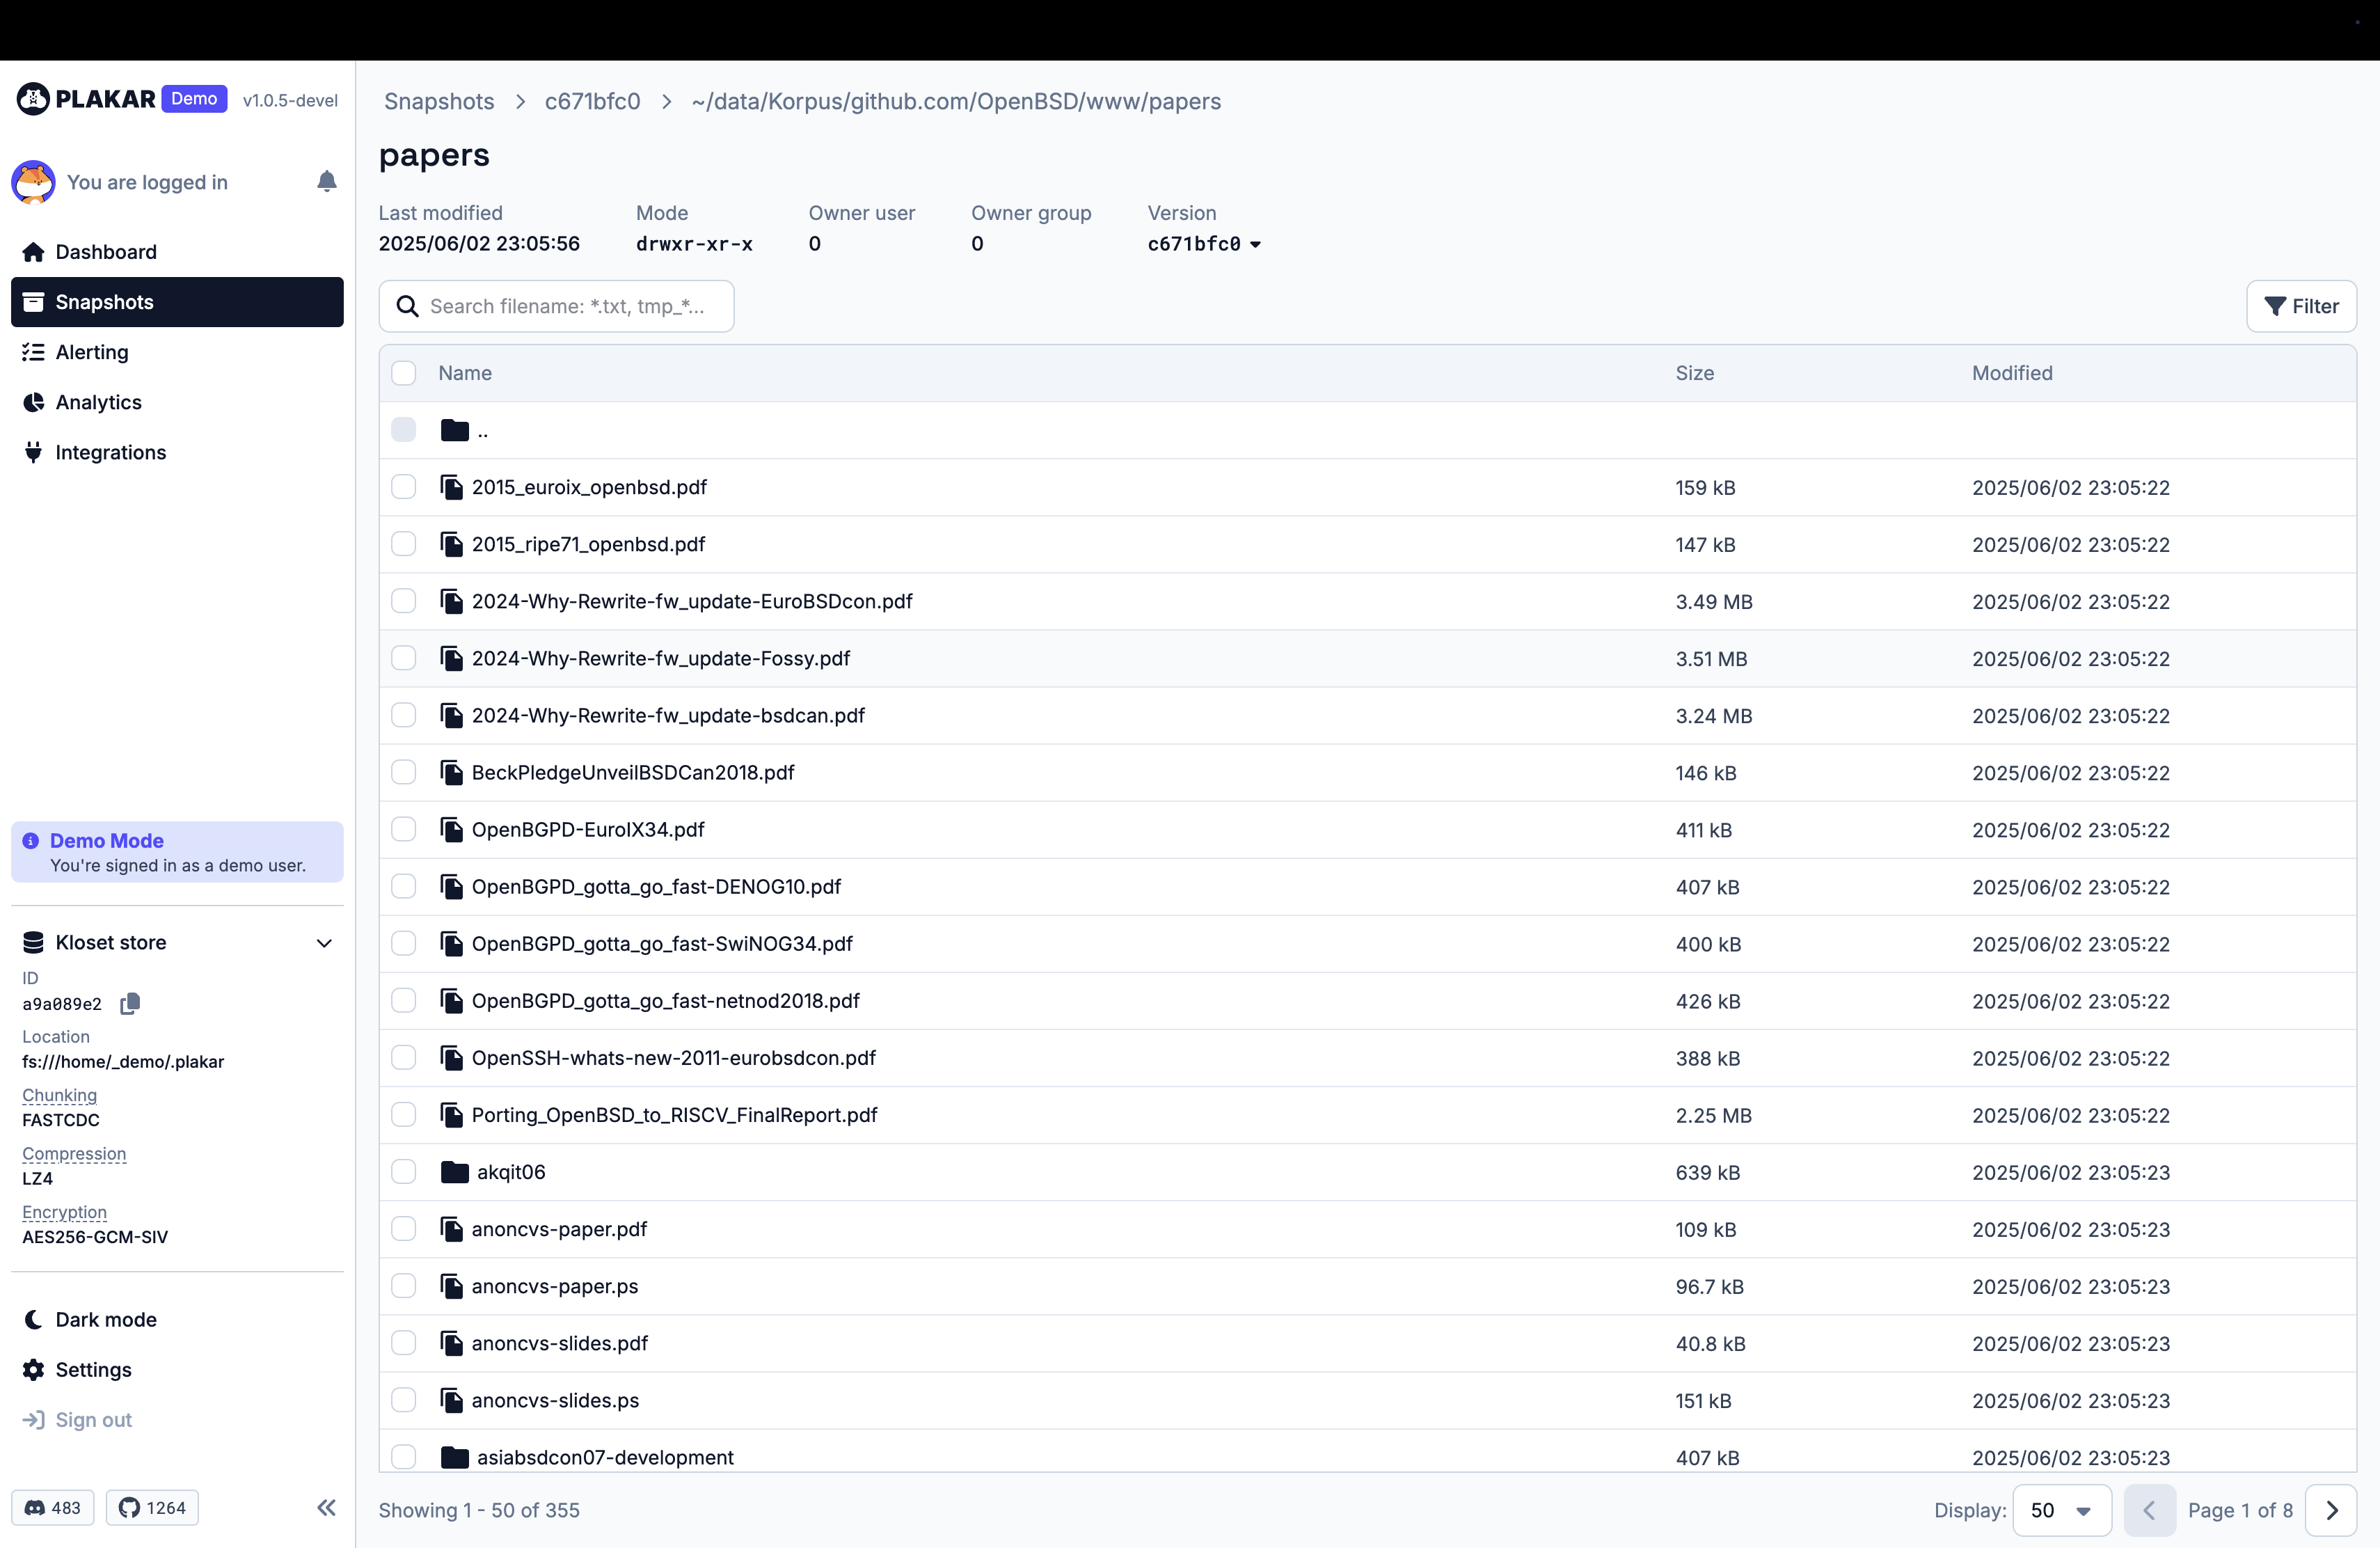 PLAKAR Demo v1.0.5-devel
You are logged in
Dashboard
Snapshots
Alerting
Analytics
Integrations
Demo Mode
You're signed in as a demo user.
Kloset store
ID
a9a089e2
Location
fs:///home/_demo/.plakar
Chunking
FASTCDC
Compression
LZ4
Encryption
AES256-GCM-SIV
Dark mode
Settings
Sign out
483 1264
Snapshots > c671bfc0 > ~/data/Korpus/github.com/OpenBSD/www/papers
papers
Last modified Mode Owner user Owner group Version
2025/06/02 23:05:56 drwxr-xr-x 0 0 c671bfc0
Search filename: *.txt, tmp_*... Filter
Name Size Modified
..
2015_euroix_openbsd.pdf 159 kB 2025/06/02 23:05:22
2015_ripe71_openbsd.pdf 147 kB 2025/06/02 23:05:22
2024-Why-Rewrite-fw_update-EuroBSDcon.pdf 3.49 MB 2025/06/02 23:05:22
2024-Why-Rewrite-fw_update-Fossy.pdf 3.51 MB 2025/06/02 23:05:22
2024-Why-Rewrite-fw_update-bsdcan.pdf 3.24 MB 2025/06/02 23:05:22
BeckPledgeUnveilBSDCan2018.pdf 146 kB 2025/06/02 23:05:22
OpenBGPD-EuroIX34.pdf 411 kB 2025/06/02 23:05:22
OpenBGPD_gotta_go_fast-DENOG10.pdf 407 kB 2025/06/02 23:05:22
OpenBGPD_gotta_go_fast-SwiNOG34.pdf 400 kB 2025/06/02 23:05:22
OpenBGPD_gotta_go_fast-netnod2018.pdf 426 kB 2025/06/02 23:05:22
OpenSSH-whats-new-2011-eurobsdcon.pdf 388 kB 2025/06/02 23:05:22
Porting_OpenBSD_to_RISCV_FinalReport.pdf 2.25 MB 2025/06/02 23:05:22
akqit06 639 kB 2025/06/02 23:05:23
anoncvs-paper.pdf 109 kB 2025/06/02 23:05:23
anoncvs-paper.ps 96.7 kB 2025/06/02 23:05:23
anoncvs-slides.pdf 40.8 kB 2025/06/02 23:05:23
anoncvs-slides.ps 151 kB 2025/06/02 23:05:23
asiabsdcon07-development 407 kB 2025/06/02 23:05:23
Showing 1 - 50 of 355 Display: 50 Page 1 of 8